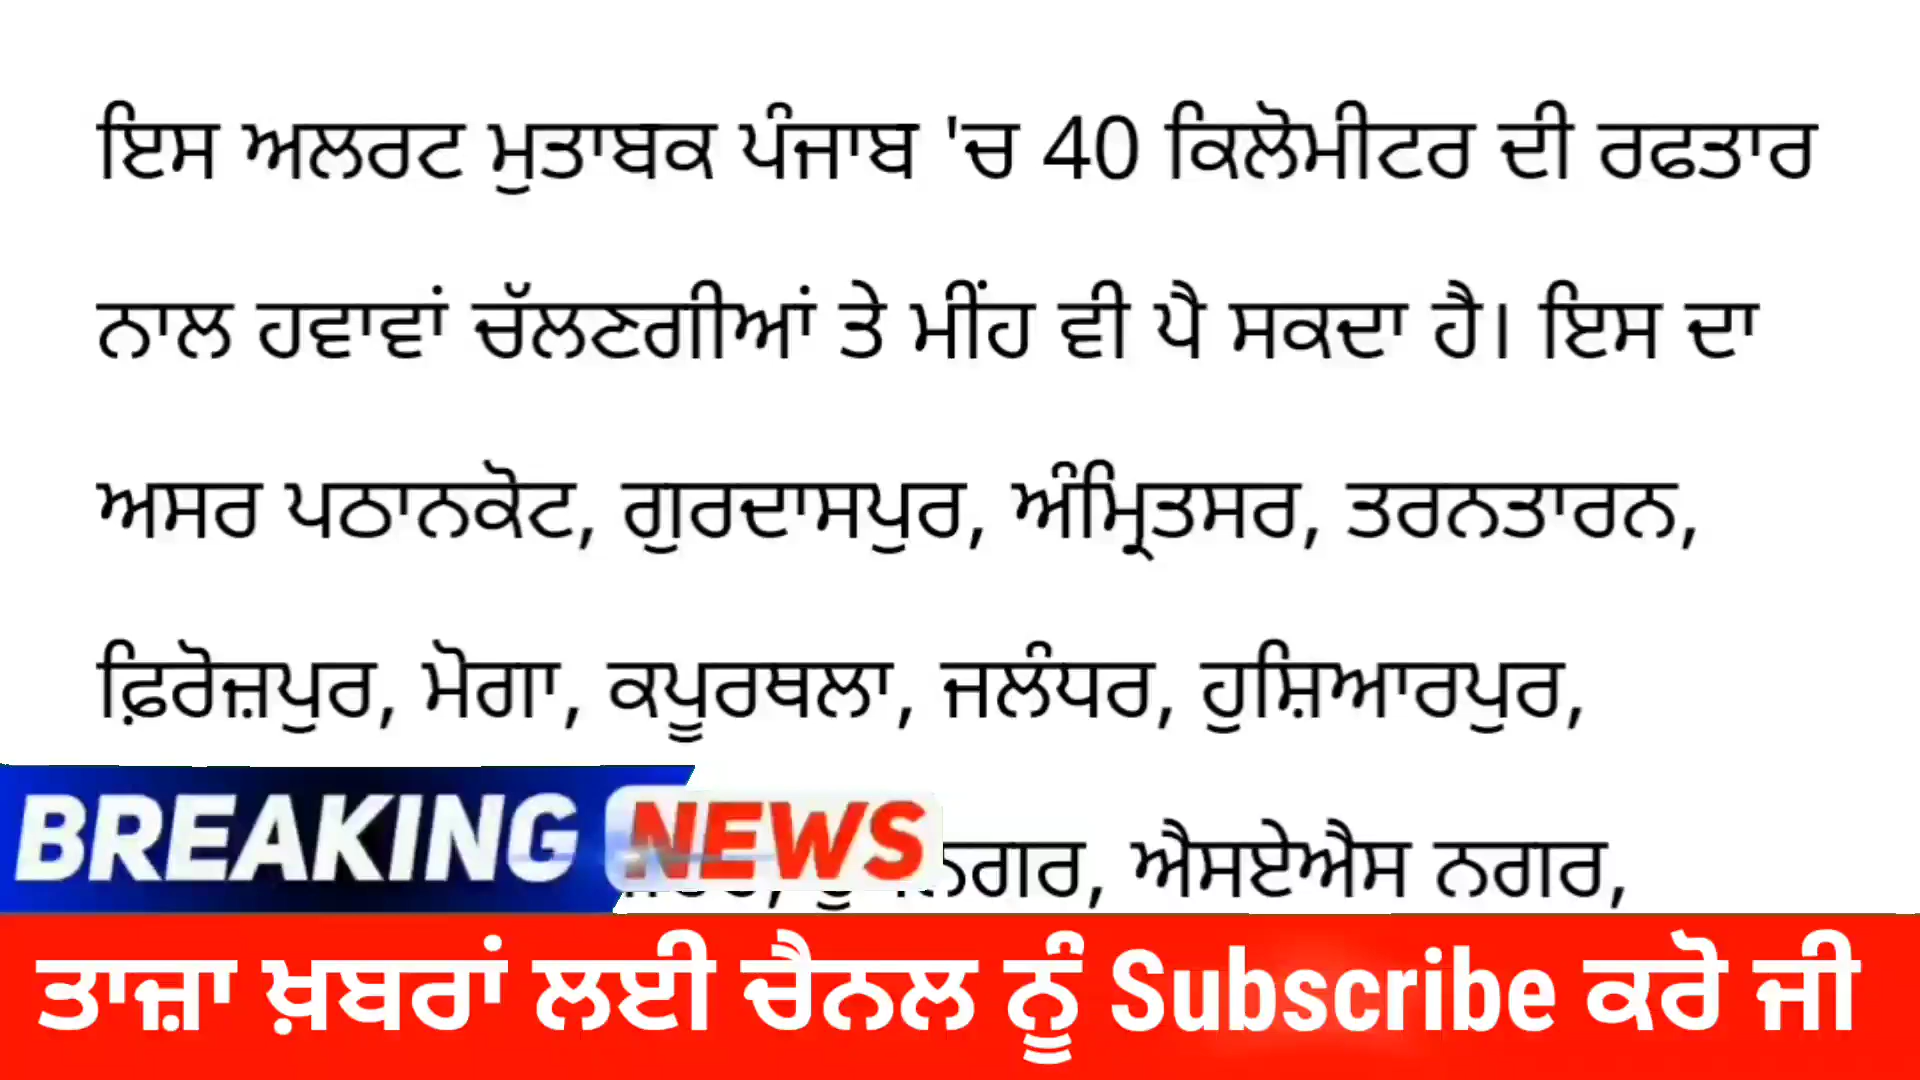 ਇਸ ਅਲਰਟ ਮੁਤਾਬਕ ਪੰਜਾਬ 'ਚ 40 ਕਿਲੋਮੀਟਰ ਦੀ ਰਫਤਾਰ
ਨਾਲ ਹਵਾਵਾਂ ਚੱਲਣਗੀਆਂ ਤੇ ਮੀਂਹ ਵੀ ਪੈ ਸਕਦਾ ਹੈ। ਇਸ ਦਾ
ਅਸਰ ਪਠਾਨਕੋਟ, ਗੁਰਦਾਸਪੁਰ, ਅੰਮ੍ਰਿਤਸਰ, ਤਰਨਤਾਰਨ,
ਫ਼ਿਰੋਜ਼ਪੁਰ, ਮੋਗਾ, ਕਪੂਰਥਲਾ, ਜਲੰਧਰ, ਹੁਸ਼ਿਆਰਪੁਰ,
ਐਸਏਐਸ ਨਗਰ,
BREAKING NEWS
ਤਾਜ਼ਾ ਖ਼ਬਰਾਂ ਲਈ ਚੈਨਲ ਨੂੰ Subscribe ਕਰੋ ਜੀ